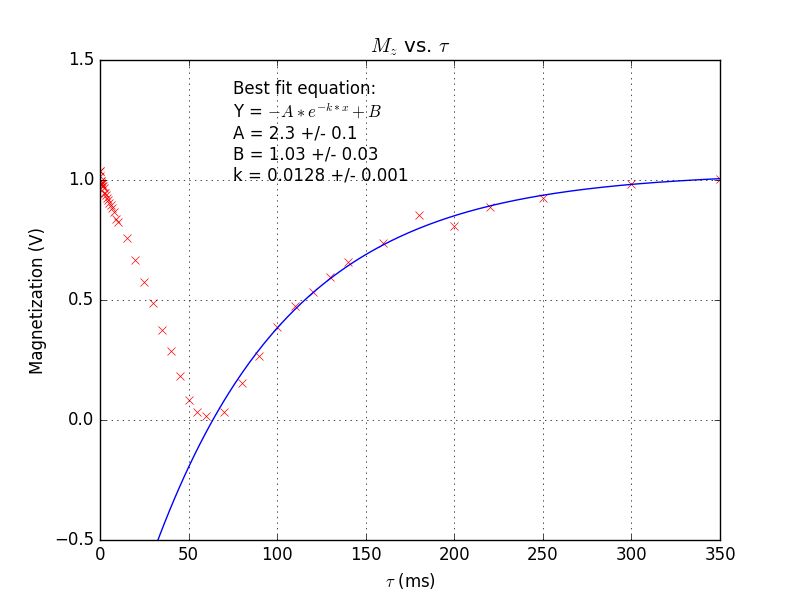 M_z vs. τ
Best fit equation:
Y = −A∗e^{−k∗x}+B
A = 2.3 +/- 0.1
B = 1.03 +/- 0.03
k = 0.0128 +/- 0.001
Magnetization (V)
1.5
1.0
0.5
0.0
−0.5
0 50 100 150 200 250 300 350
τ (ms)